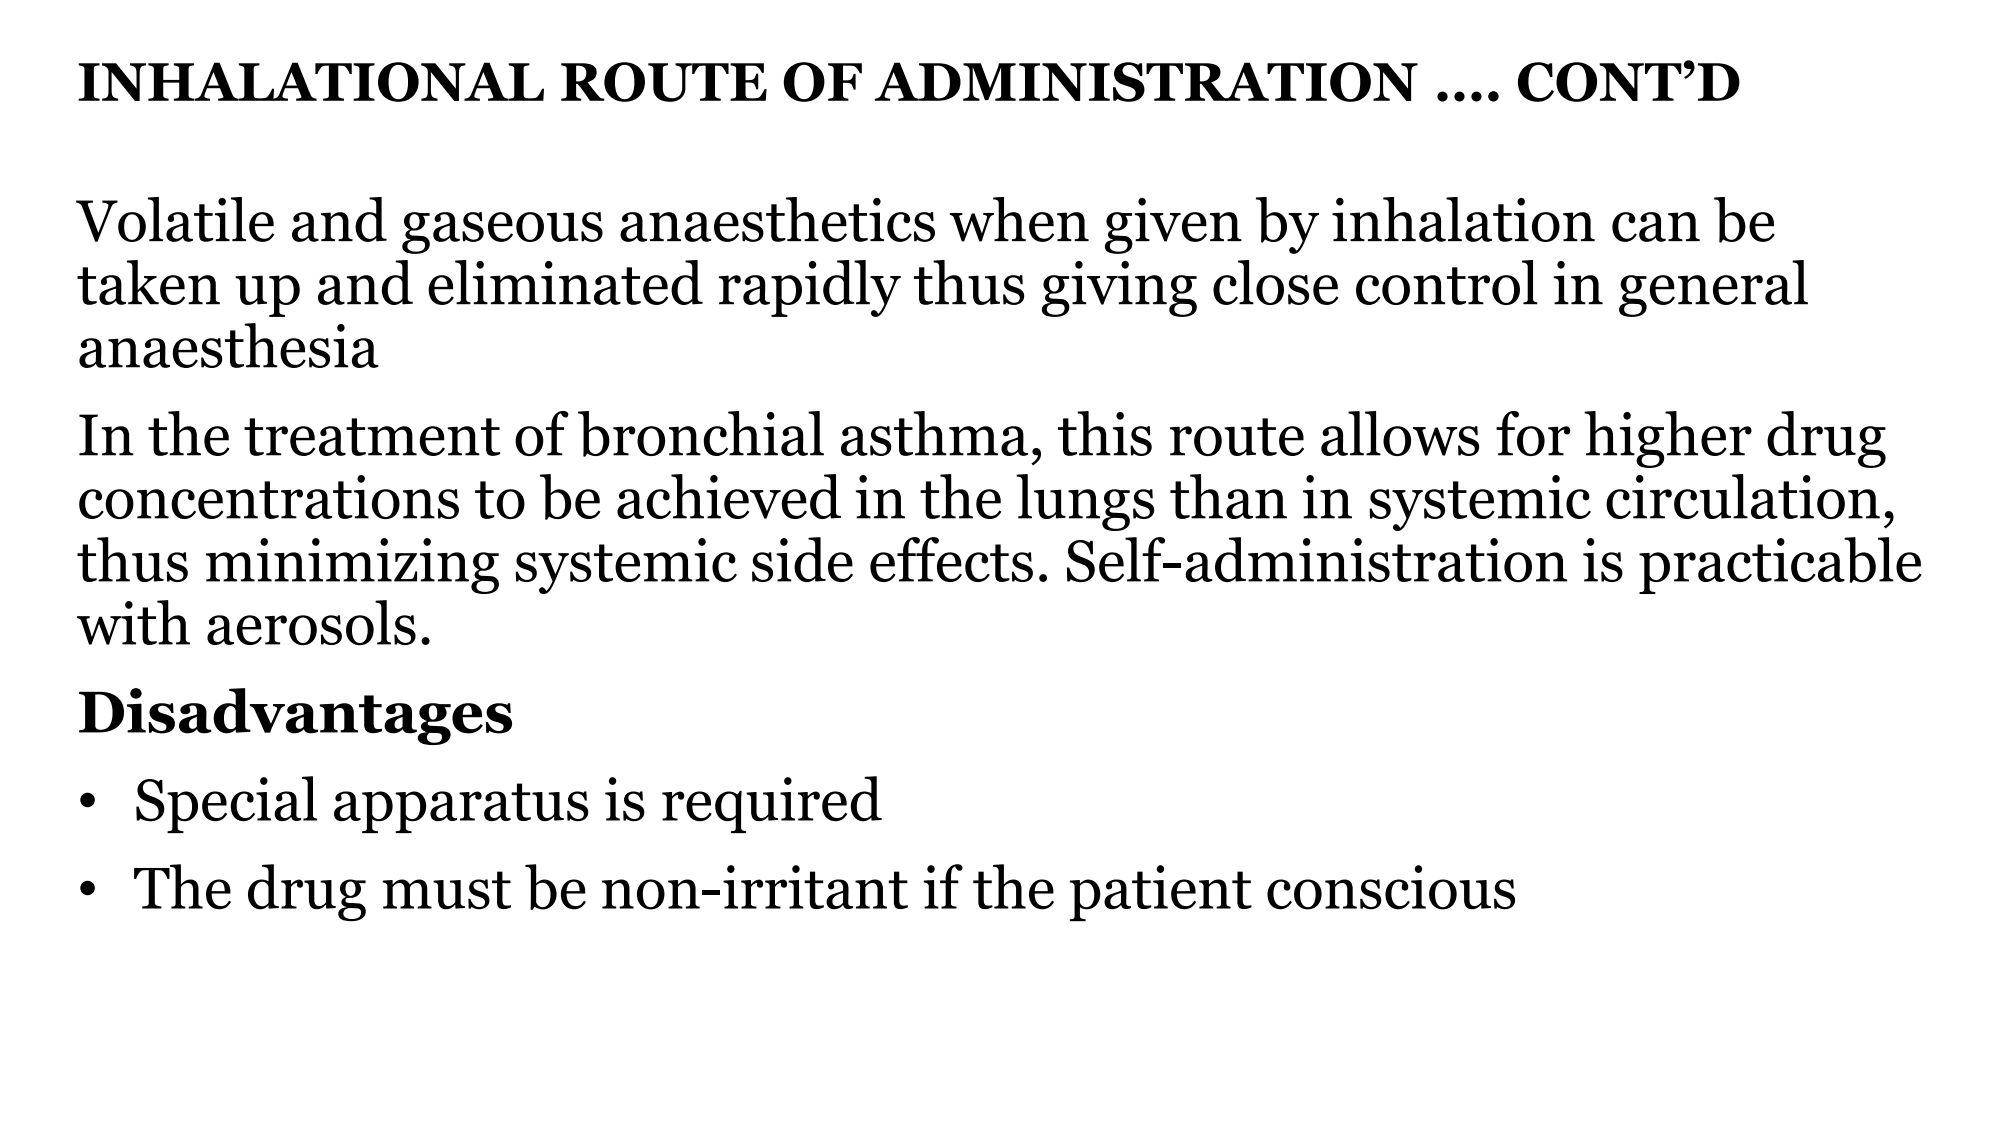 INHALATIONAL ROUTE OF ADMINISTRATION .... CONT’D
Volatile and gaseous anaesthetics when given by inhalation can be
taken up and eliminated rapidly thus giving close control in general
anaesthesia
In the treatment of bronchial asthma, this route allows for higher drug
concentrations to be achieved in the lungs than in systemic circulation,
thus minimizing systemic side effects. Self-administration is practicable
with aerosols.
Disadvantages
• Special apparatus is required
• The drug must be non-irritant if the patient conscious